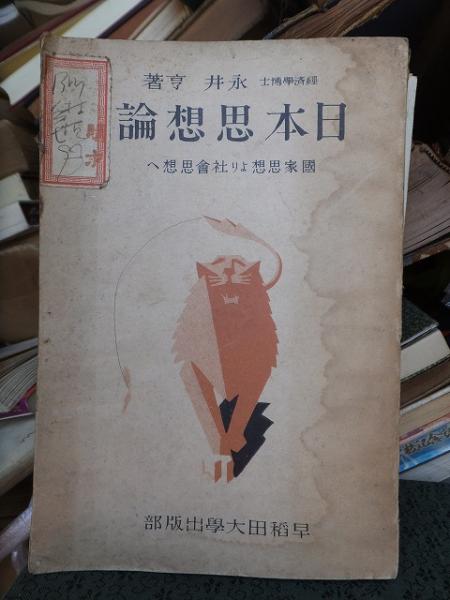 經濟學博士 永井 亨著
日本思想論
國家思想より社會思想へ
早稻田大學出版部